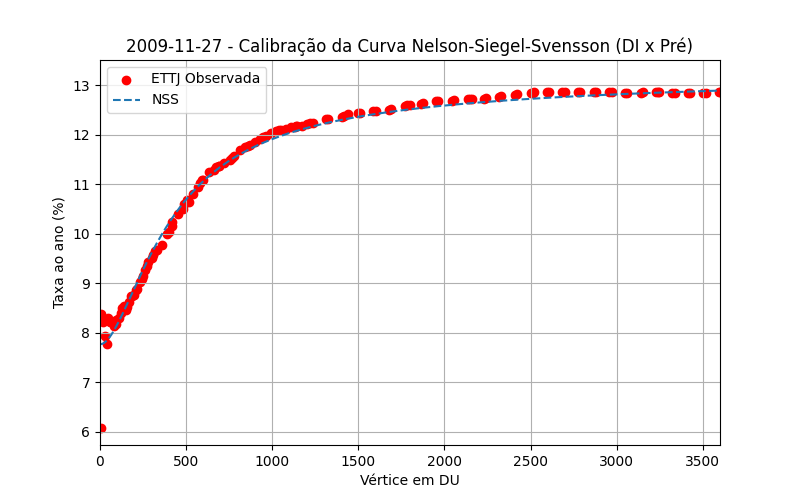 2009-11-27 - Calibração da Curva Nelson-Siegel-Svensson (DI x Pré)
ETTJ Observada
NSS
Taxa ao ano (%)
13
12
11
10
9
8
7
6
0 500 1000 1500 2000 2500 3000 3500
Vértice em DU